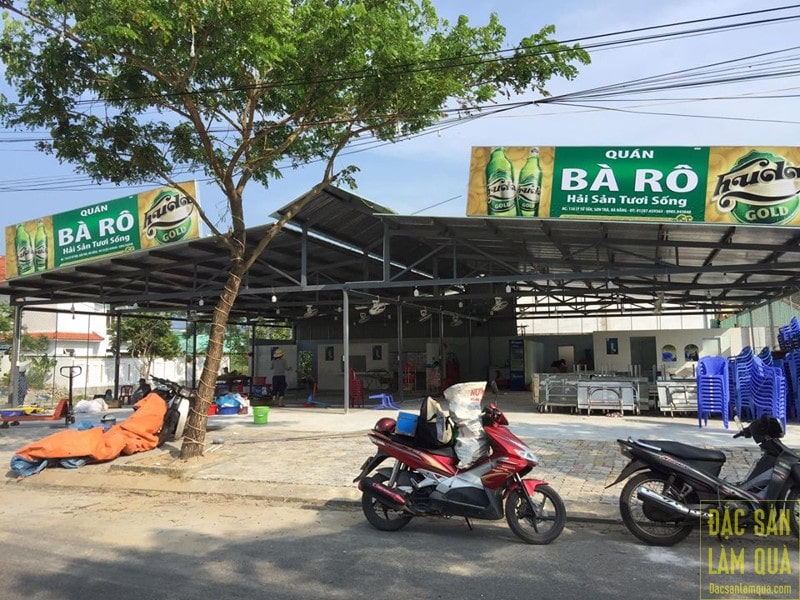 QUÁN
BÀ RÔ
Hải Sản Tươi Sống
huda
GOLD
QUÁN
BÀ RÔ
Hải Sản Tươi Sống
GOLD
huda
GOLD
ĐẶC SẢN
LÀM QUÀ
Dacsanlamqua.com